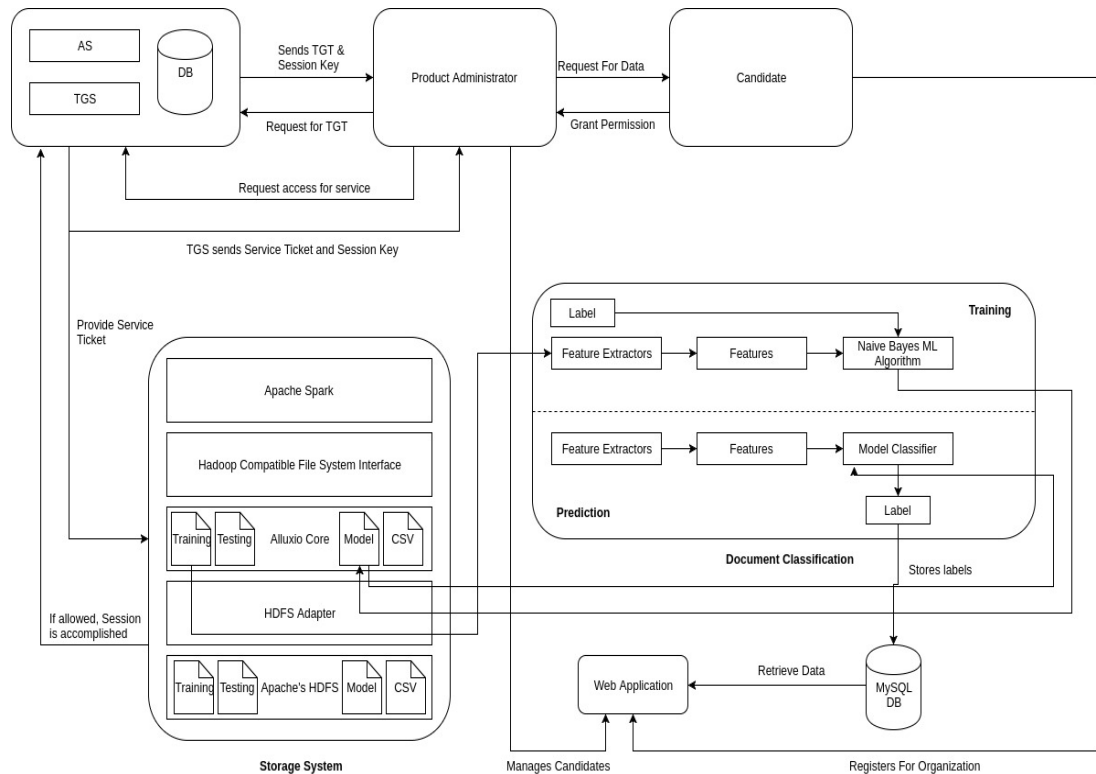 AS
TGS
DB
Sends TGT &
Session Key
Request for TGT
Product Administrator
Request For Data
Grant Permission
Candidate
Request access for service
TGS sends Service Ticket and Session Key
Provide Service
Ticket
If allowed, Session
is accomplished
Apache Spark
Hadoop Compatible File System Interface
Training
Testing
Alluxio Core
Model
CSV
HDFS Adapter
Training
Testing
Apache's HDFS
Model
CSV
Storage System
Training
Label
Feature Extractors
Features
Naive Bayes ML
Algorithm
Feature Extractors
Features
Model Classifier
Label
Prediction
Document Classification
Stores labels
MySQL
DB
Retrieve Data
Web Application
Manages Candidates
Registers For Organization